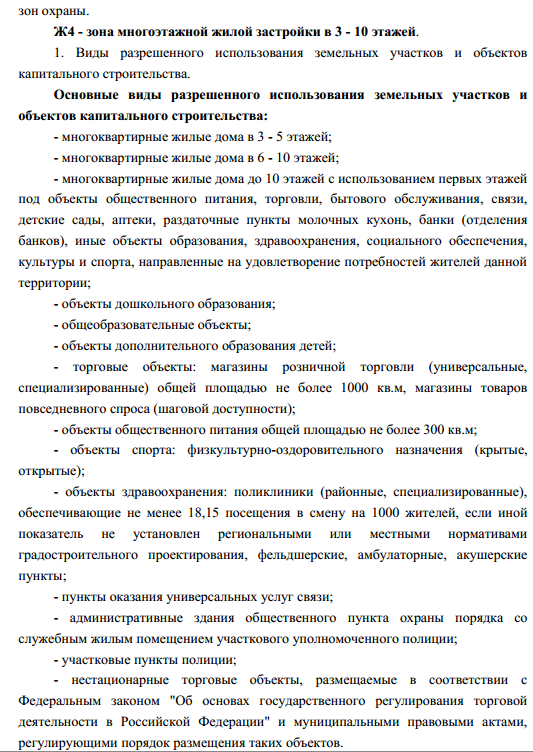 зон охраны.
Ж4 - зона многоэтажной жилой застройки в 3 - 10 этажей.
1. Виды разрешенного использования земельных участков и объектов
капитального строительства.
Основные виды разрешенного использования земельных участков и
объектов капитального строительства:
- многоквартирные жилые дома в 3 - 5 этажей;
- многоквартирные жилые дома в 6 - 10 этажей;
- многоквартирные жилые дома до 10 этажей с использованием первых этажей
под объекты общественного питания, торговли, бытового обслуживания, связи,
детские сады, аптеки, раздаточные пункты молочных кухонь, банки (отделения
банков), иные объекты образования, здравоохранения, социального обеспечения,
культуры и спорта, направленные на удовлетворение потребностей жителей данной
территории;
- объекты дошкольного образования;
- общеобразовательные объекты;
- объекты дополнительного образования детей;
- торговые объекты: магазины розничной торговли (универсальные,
специализированные) общей площадью не более 1000 кв.м, магазины товаров
повседневного спроса (шаговой доступности);
- объекты общественного питания общей площадью не более 300 кв.м;
- объекты спорта: физкультурно-оздоровительного назначения (крытые,
открытые);
- объекты здравоохранения: поликлиники (районные, специализированные),
обеспечивающие не менее 18,15 посещения в смену на 1000 жителей, если иной
показатель не установлен региональными или местными нормативами
градостроительного проектирования, фельдшерские, амбулаторные, акушерские
пункты;
- пункты оказания универсальных услуг связи;
- административные здания общественного пункта охраны порядка со
служебным жилым помещением участкового уполномоченного полиции;
- участковые пункты полиции;
- нестационарные торговые объекты, размещаемые в соответствии с
Федеральным законом "Об основах государственного регулирования торговой
деятельности в Российской Федерации" и муниципальными правовыми актами,
регулирующими порядок размещения таких объектов.